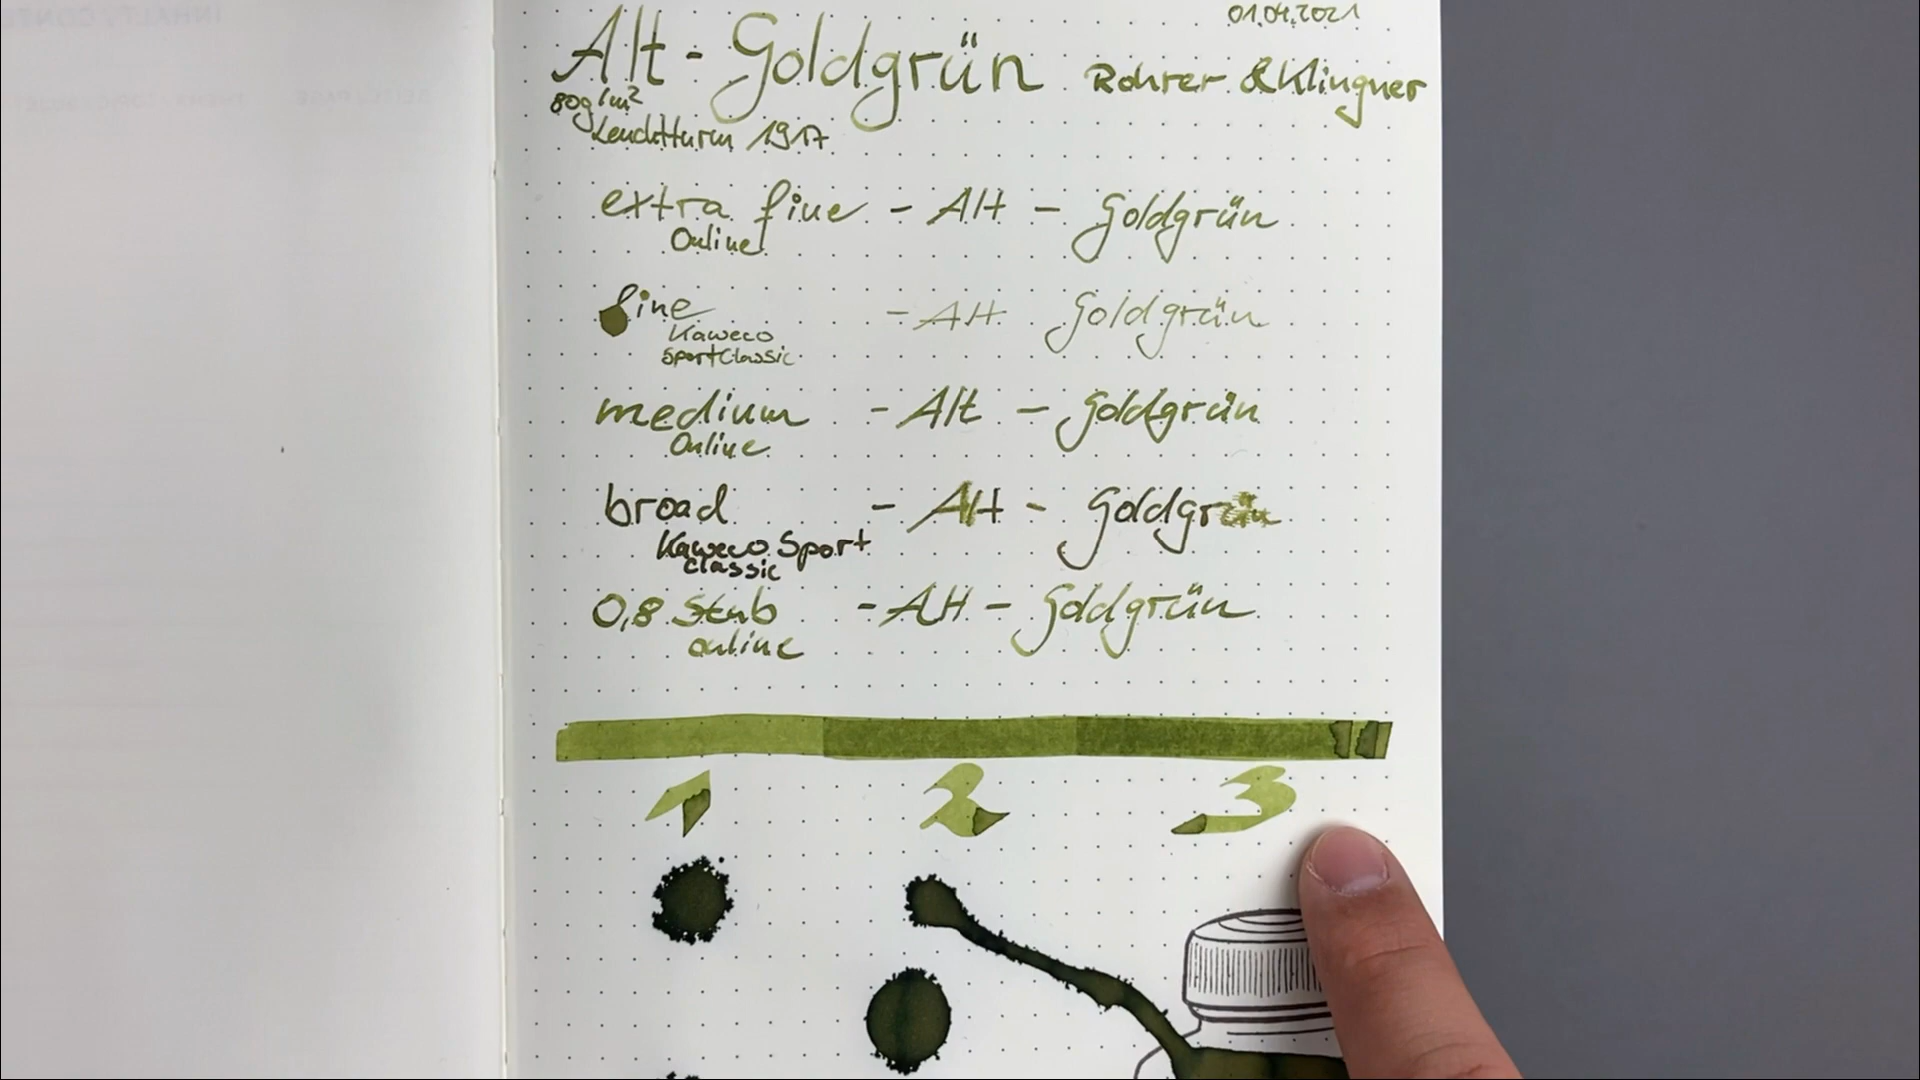 01.04.2021
Alt - Goldgrün Rohrer & Klingner
80g/m²
Leuchtturm 1917
extra fine - Alt - Goldgrün
Online
fine - Alt Goldgrün
Kaweco
Sport Classic
medium - Alt - Goldgrün
Online
broad - Alt - Goldgrün
Kaweco Sport
Classic
0,8 Stub - Alt - Goldgrün
online
1 2 3